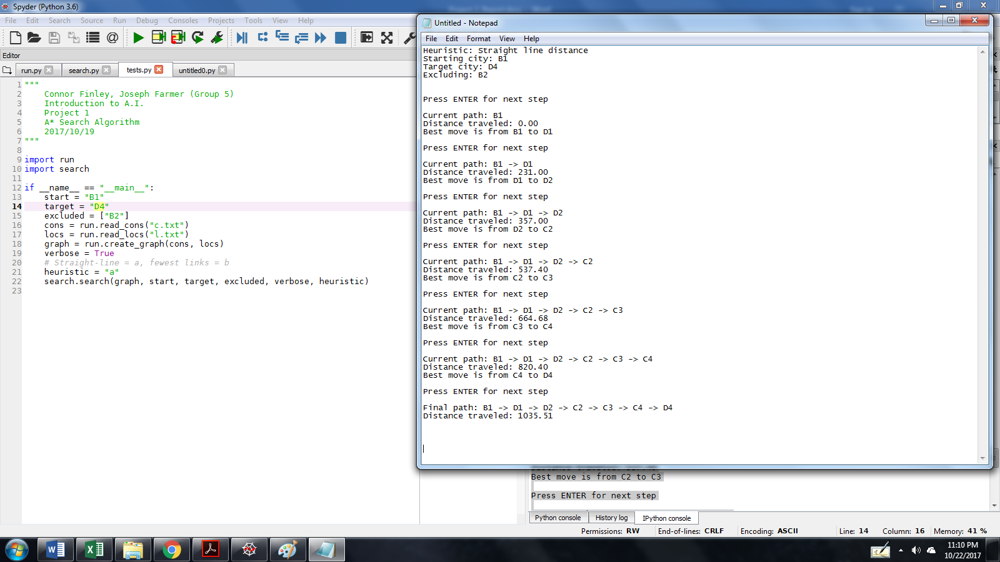 Spyder (Python 3.6)
File Edit Search Source Run Debug Consoles Projects Tools View Help
Editor
run.py search.py tests.py untitled0.py
1 """
2 Connor Finley, Joseph Farmer (Group 5)
3 Introduction to A.I.
4 Project 1
5 A* Search Algorithm
6 2017/10/19
7 """
8
9 import run
10 import search
11
12 if __name__ == "__main__":
13 start = "B1"
14 target = "D4"
15 excluded = ["B2"]
16 cons = run.read_cons("c.txt")
17 locs = run.read_locs("l.txt")
18 graph = run.create_graph(cons, locs)
19 verbose = True
20 # Straight-line = a, fewest links = b
21 heuristic = "a"
22 search.search(graph, start, target, excluded, verbose, heuristic)
23
Untitled - Notepad
File Edit Format View Help
Heuristic: Straight line distance
Starting city: B1
Target city: D4
Excluding: B2
Press ENTER for next step
Current path: B1
Distance traveled: 0.00
Best move is from B1 to D1
Press ENTER for next step
Current path: B1 -> D1
Distance traveled: 231.00
Best move is from D1 to D2
Press ENTER for next step
Current path: B1 -> D1 -> D2
Distance traveled: 357.00
Best move is from D2 to C2
Press ENTER for next step
Current path: B1 -> D1 -> D2 -> C2
Distance traveled: 537.40
Best move is from C2 to C3
Press ENTER for next step
Current path: B1 -> D1 -> D2 -> C2 -> C3
Distance traveled: 664.68
Best move is from C3 to C4
Press ENTER for next step
Current path: B1 -> D1 -> D2 -> C2 -> C3 -> C4
Distance traveled: 820.40
Best move is from C4 to D4
Press ENTER for next step
Final path: B1 -> D1 -> D2 -> C2 -> C3 -> C4 -> D4
Distance traveled: 1035.51
Best move is from C2 to C3
Press ENTER for next step
Python console History log IPython console
Permissions: RW End-of-lines: CRLF Encoding: ASCII Line: 14 Column: 16 Memory: 41 %
11:10 PM
10/22/2017